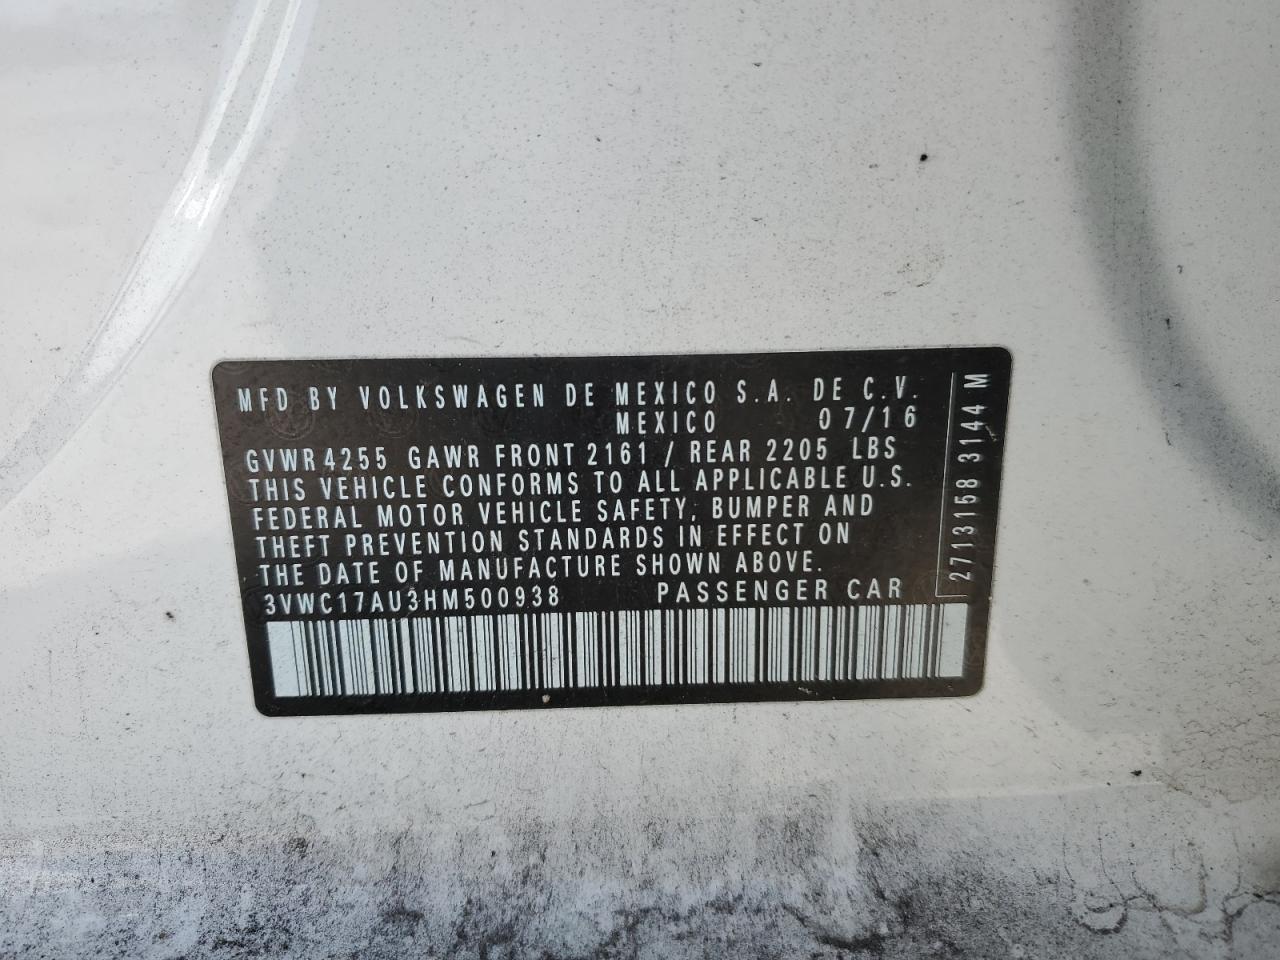 MFD BY VOLKSWAGEN DE MEXICO S.A. DE C.V.
MEXICO 07/16
GVWR 4255 GAWR FRONT 2161 / REAR 2205 LBS
THIS VEHICLE CONFORMS TO ALL APPLICABLE U.S.
FEDERAL MOTOR VEHICLE SAFETY, BUMPER AND
THEFT PREVENTION STANDARDS IN EFFECT ON
THE DATE OF MANUFACTURE SHOWN ABOVE.
3VWC17AU3HM500938 PASSENGER CAR
2713158 3144 M